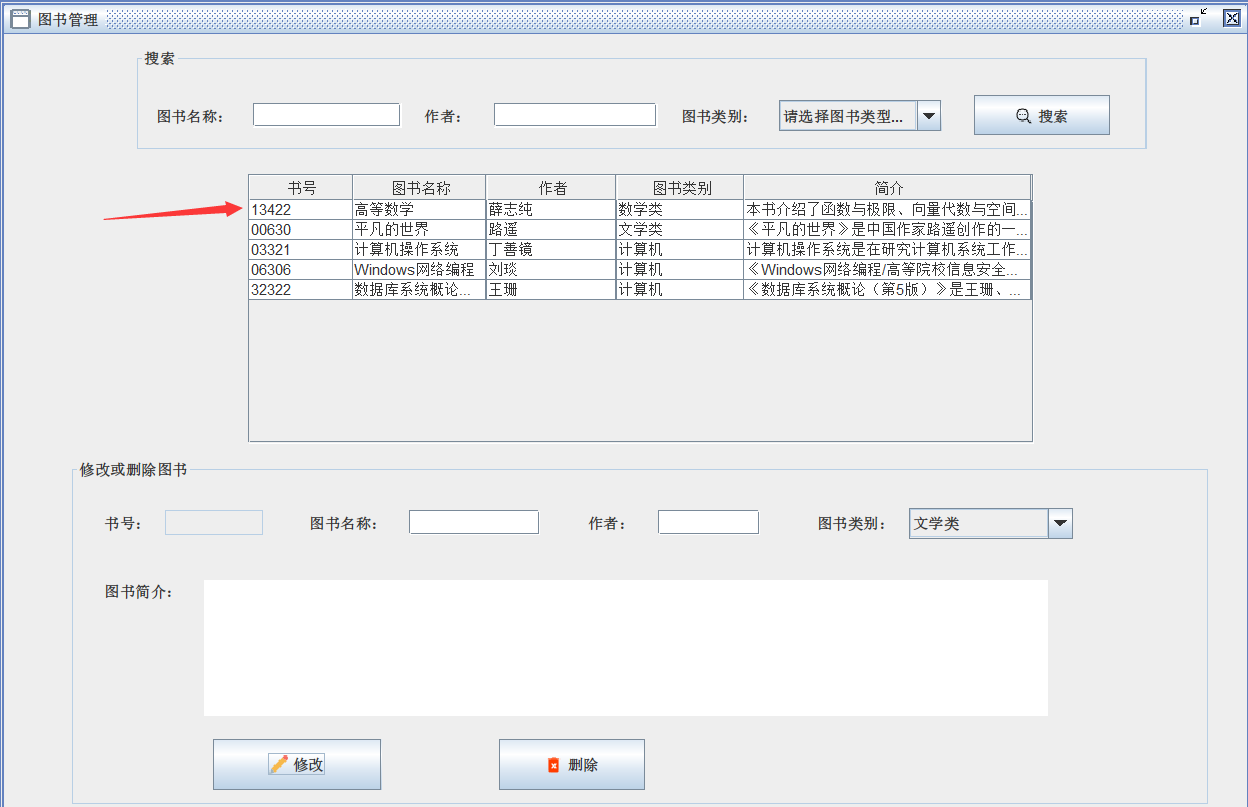 图书管理
搜索
图书名称： 作者： 图书类别： 请选择图书类型... 搜索
书号 图书名称 作者 图书类别 简介
13422 高等数学 薛志纯 数学类 本书介绍了函数与极限、向量代数与空间...
00630 平凡的世界 路遥 文学类 《平凡的世界》是中国作家路遥创作的一...
03321 计算机操作系统 丁善镜 计算机 计算机操作系统是在研究计算机系统工作...
06306 Windows网络编程 刘琰 计算机 《Windows网络编程/高等院校信息安全...
32322 数据库系统概论... 王珊 计算机 《数据库系统概论（第5版）》是王珊、...
修改或删除图书
书号： 图书名称： 作者： 图书类别： 文学类
图书简介：
修改 删除